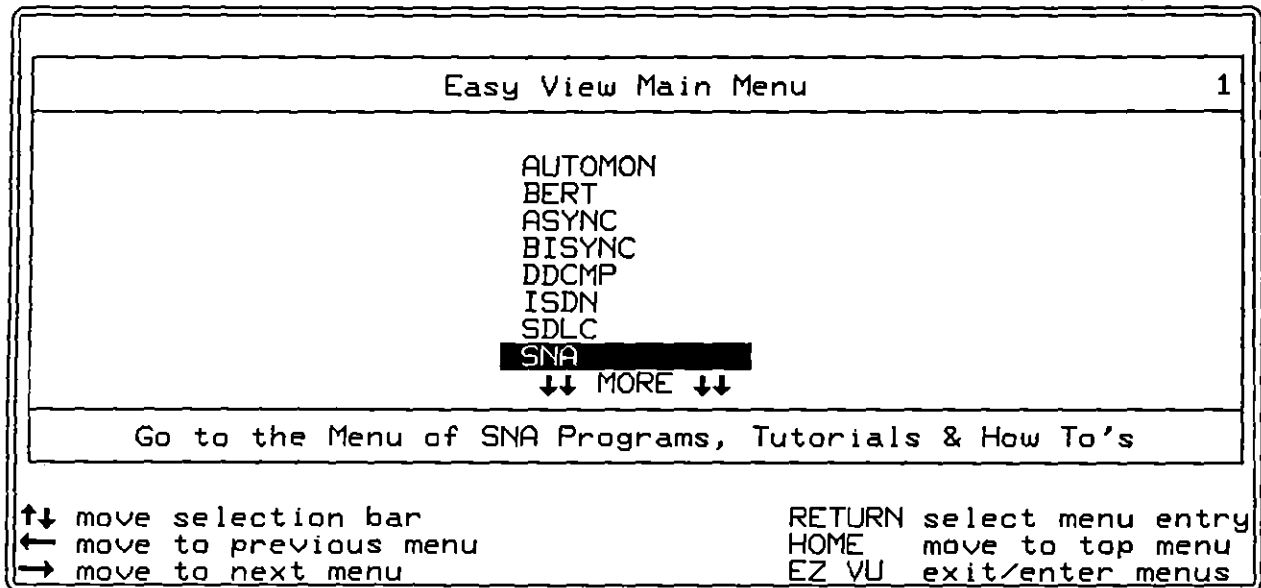 Easy View Main Menu 1
AUTOMON
BERT
ASYNC
BISYNC
DDCMP
ISDN
SDLC
SNA
↓↓ MORE ↓↓
Go to the Menu of SNA Programs, Tutorials & How To's
↑↓ move selection bar RETURN select menu entry
← move to previous menu HOME move to top menu
→ move to next menu EZ VU exit/enter menus